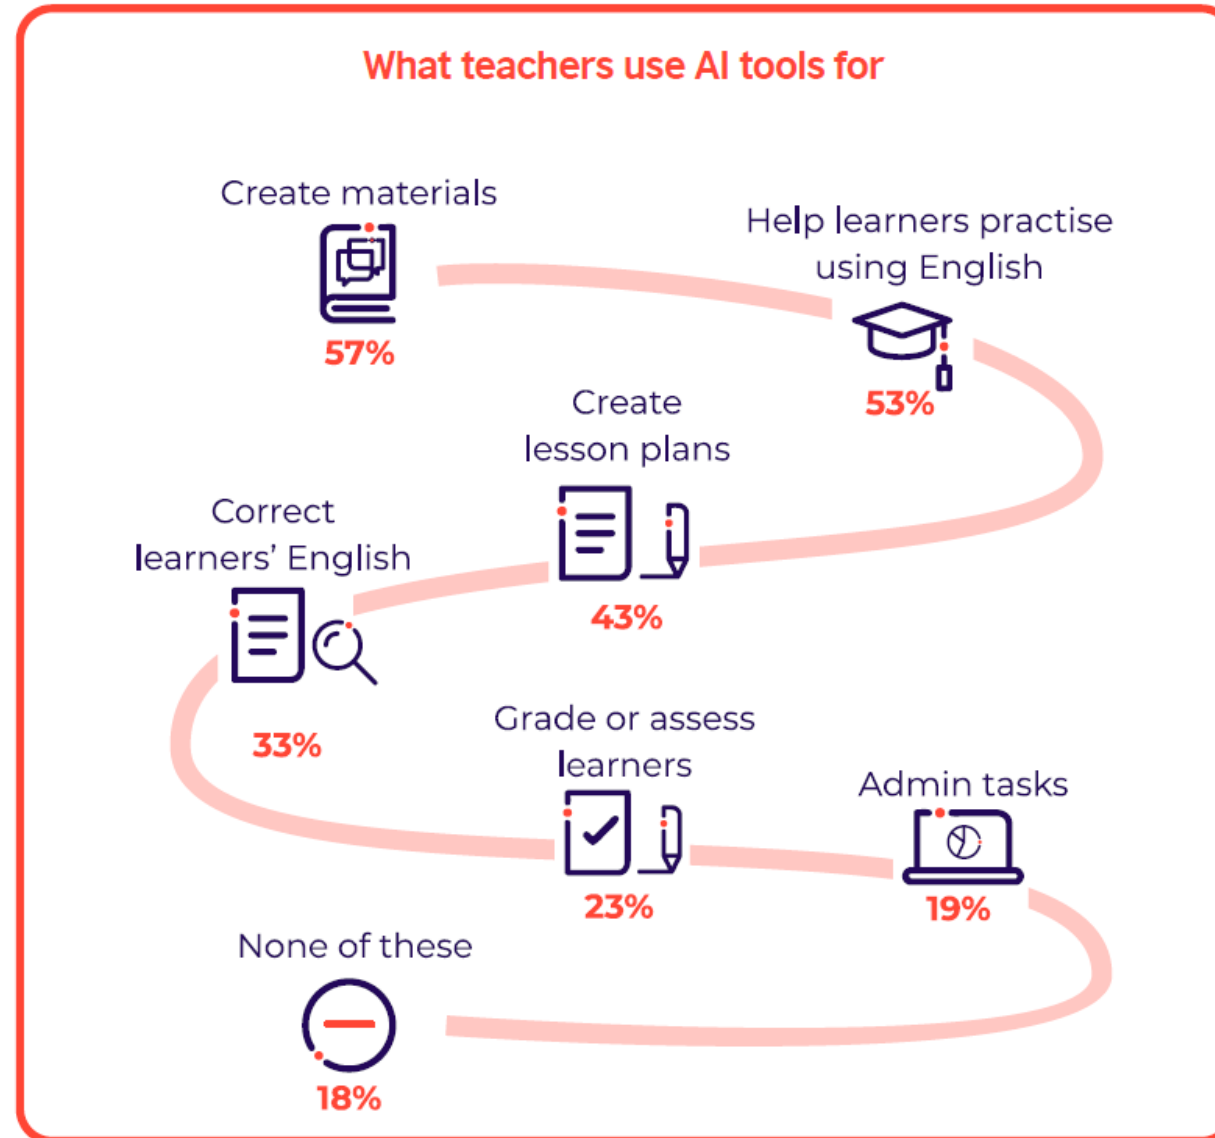 What teachers use AI tools for
Create materials
57%
Help learners practise
using English
53%
Create
lesson plans
43%
Correct
learners’ English
33%
Grade or assess
learners
23%
Admin tasks
19%
None of these
18%